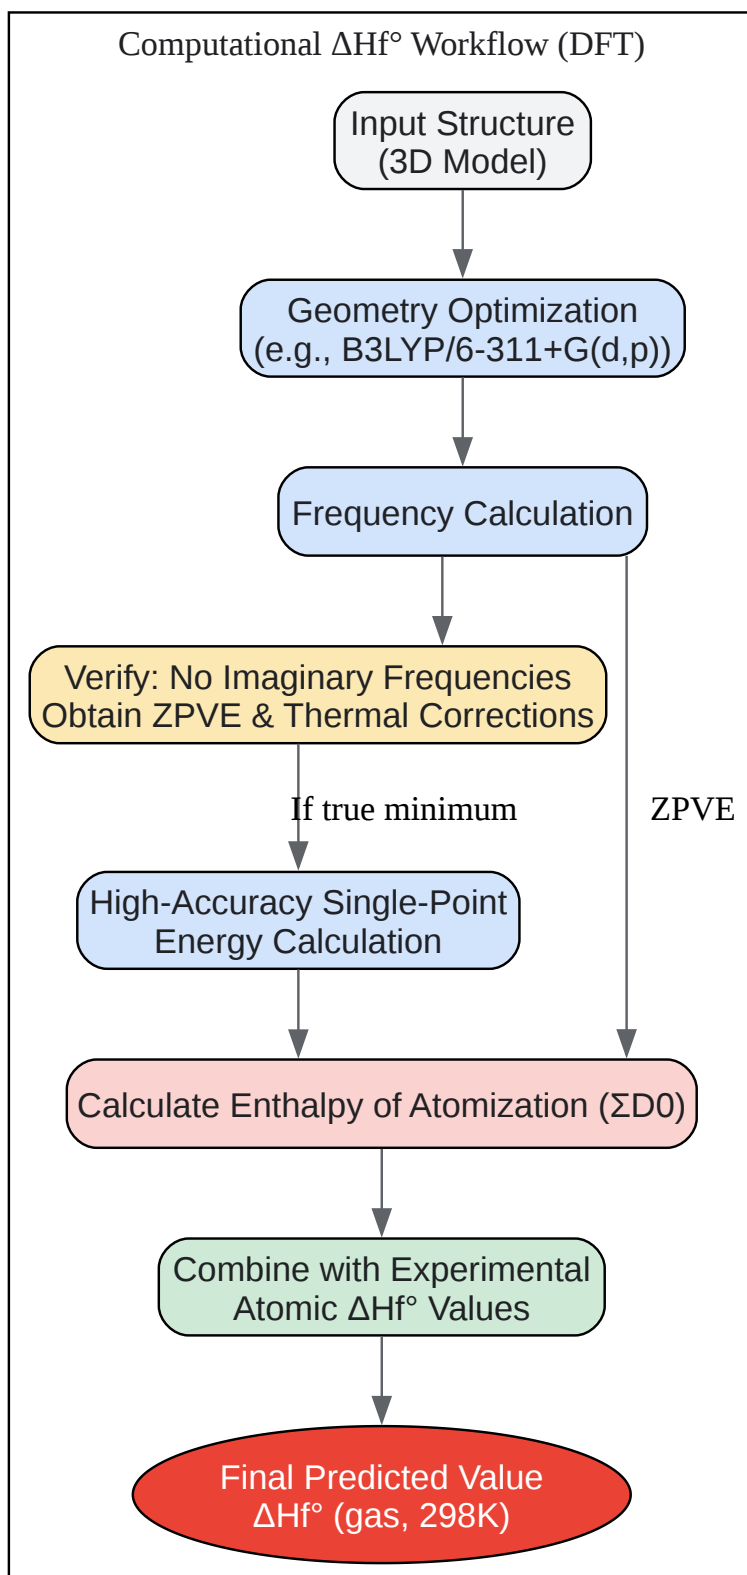 Computational ΔHf° Workflow (DFT)
Input Structure
(3D Model)
Geometry Optimization
(e.g., B3LYP/6-311+G(d,p))
Frequency Calculation
Verify: No Imaginary Frequencies
Obtain ZPVE & Thermal Corrections
If true minimum
ZPVE
High-Accuracy Single-Point
Energy Calculation
Calculate Enthalpy of Atomization (ΣD0)
Combine with Experimental
Atomic ΔHf° Values
Final Predicted Value
ΔHf° (gas, 298K)